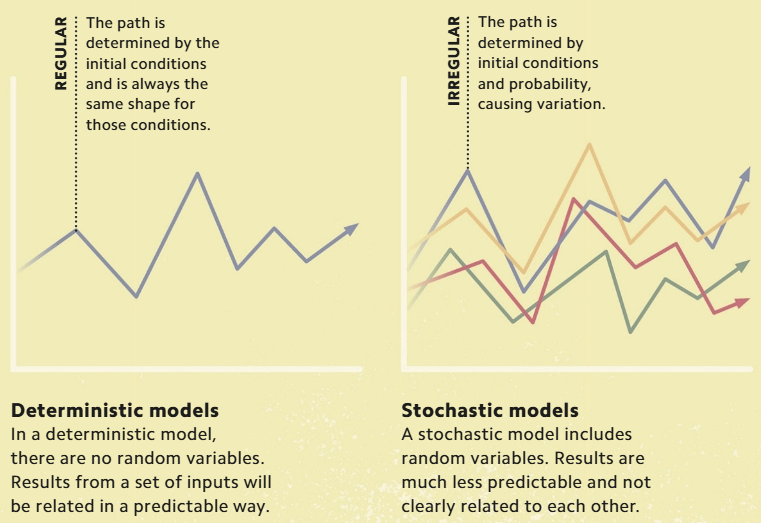 REGULAR
The path is
determined by the
initial conditions
and is always the
same shape for
those conditions.
IRREGULAR
The path is
determined by
initial conditions
and probability,
causing variation.
Deterministic models
In a deterministic model,
there are no random variables.
Results from a set of inputs will
be related in a predictable way.
Stochastic models
A stochastic model includes
random variables. Results are
much less predictable and not
clearly related to each other.